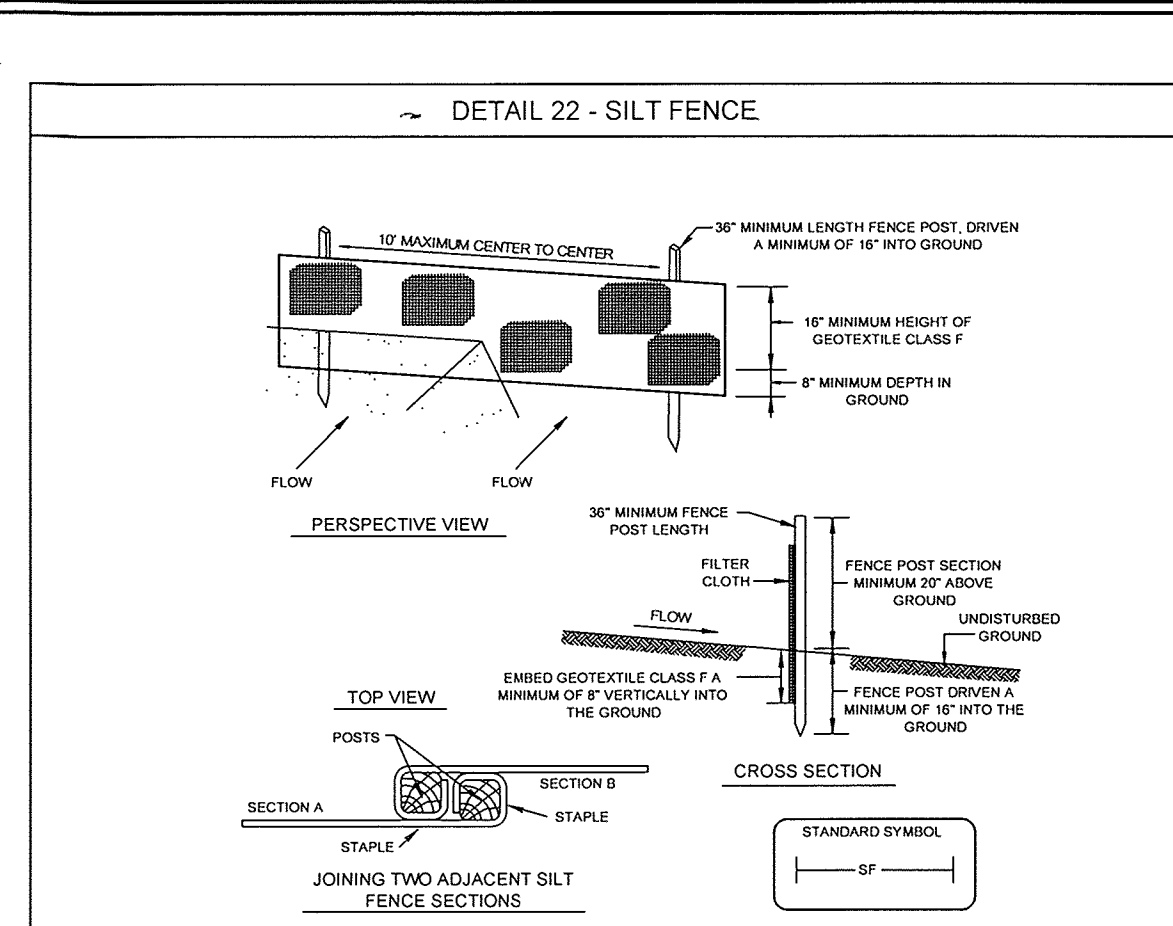 DETAIL 22 - SILT FENCE
10' MAXIMUM CENTER TO CENTER
36" MINIMUM LENGTH FENCE POST, DRIVEN
A MINIMUM OF 16" INTO GROUND
16" MINIMUM HEIGHT OF
GEOTEXTILE CLASS F
8" MINIMUM DEPTH IN
GROUND
FLOW
FLOW
PERSPECTIVE VIEW
36" MINIMUM FENCE
POST LENGTH
FILTER
CLOTH
FENCE POST SECTION
MINIMUM 20" ABOVE
GROUND
FLOW
UNDISTURBED
GROUND
EMBED GEOTEXTILE CLASS F A
MINIMUM OF 8" VERTICALLY INTO
THE GROUND
FENCE POST DRIVEN A
MINIMUM OF 16" INTO THE
GROUND
CROSS SECTION
TOP VIEW
POSTS
SECTION B
SECTION A
STAPLE
STAPLE
JOINING TWO ADJACENT SILT
FENCE SECTIONS
STANDARD SYMBOL
SF